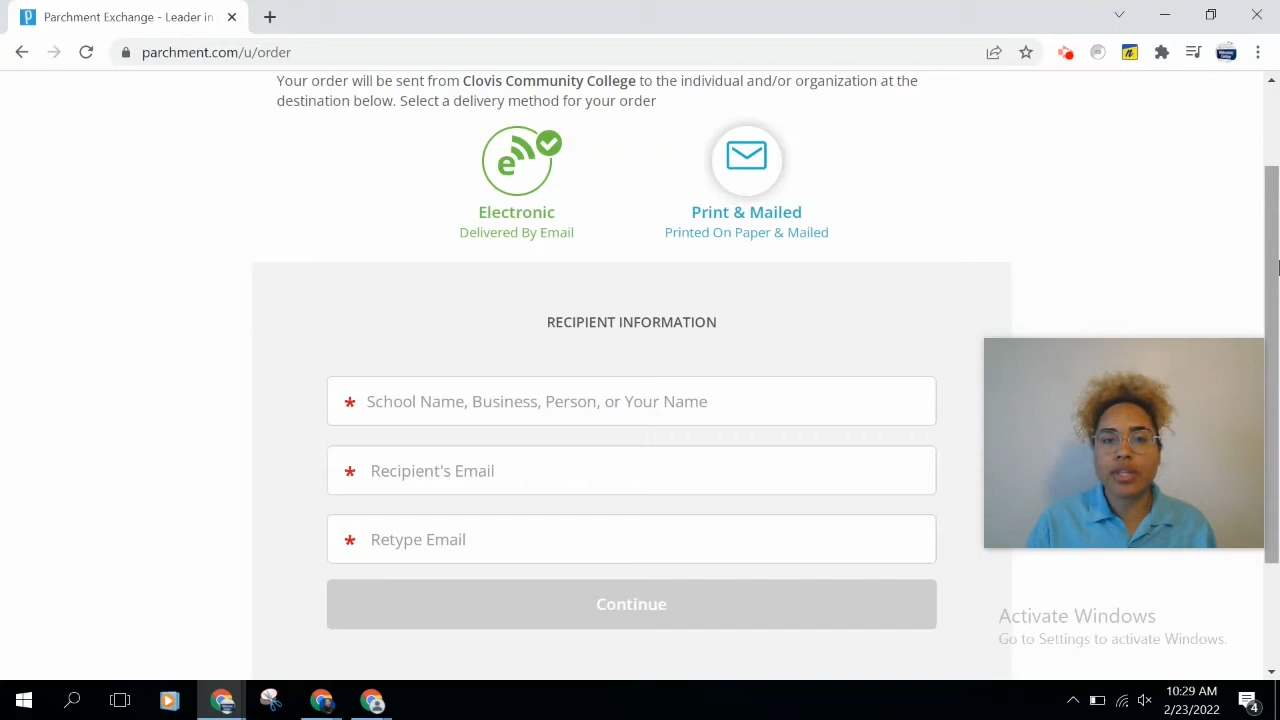 Parchment Exchange - Leader in
parchment.com/u/order
Your order will be sent from Clovis Community College to the individual and/or organization at the
destination below. Select a delivery method for your order
Electronic
Delivered By Email
Print & Mailed
Printed On Paper & Mailed
RECIPIENT INFORMATION
* School Name, Business, Person, or Your Name
* Recipient's Email
* Retype Email
Continue
Activate Windows
Go to Settings to activate Windows.
10:29 AM
2/23/2022
4